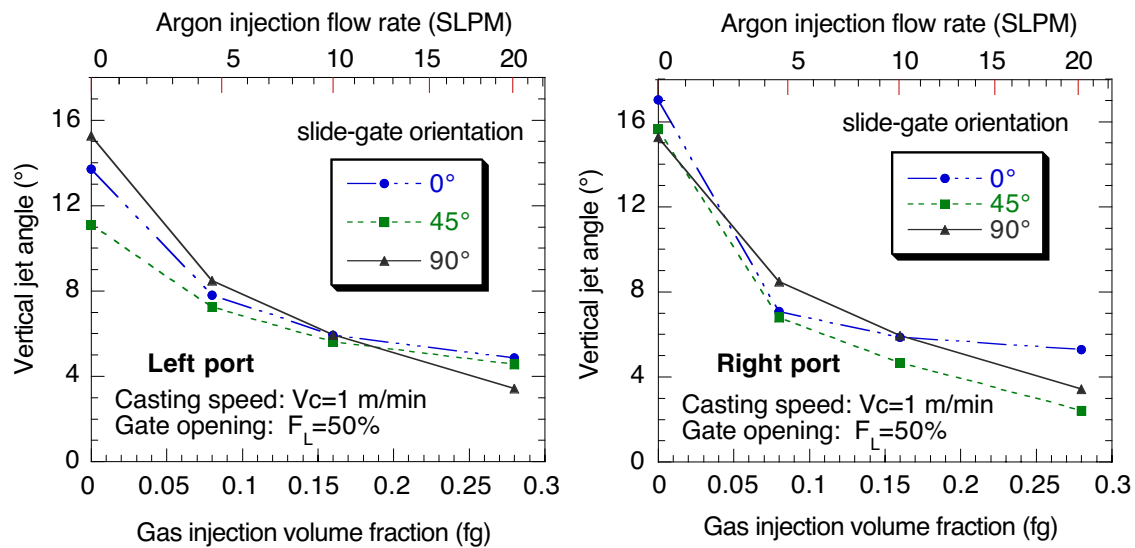 Argon injection flow rate (SLPM)
0 5 10 15 20
Vertical jet angle (°)
16
12
8
4
0
slide-gate orientation
0°
45°
90°
Left port
Casting speed: Vc=1 m/min
Gate opening: F_L=50%
0 0.05 0.1 0.15 0.2 0.25 0.3
Gas injection volume fraction (fg)
Argon injection flow rate (SLPM)
0 5 10 15 20
Vertical jet angle (°)
16
12
8
4
0
slide-gate orientation
0°
45°
90°
Right port
Casting speed: Vc=1 m/min
Gate opening: F_L=50%
0 0.05 0.1 0.15 0.2 0.25 0.3
Gas injection volume fraction (fg)